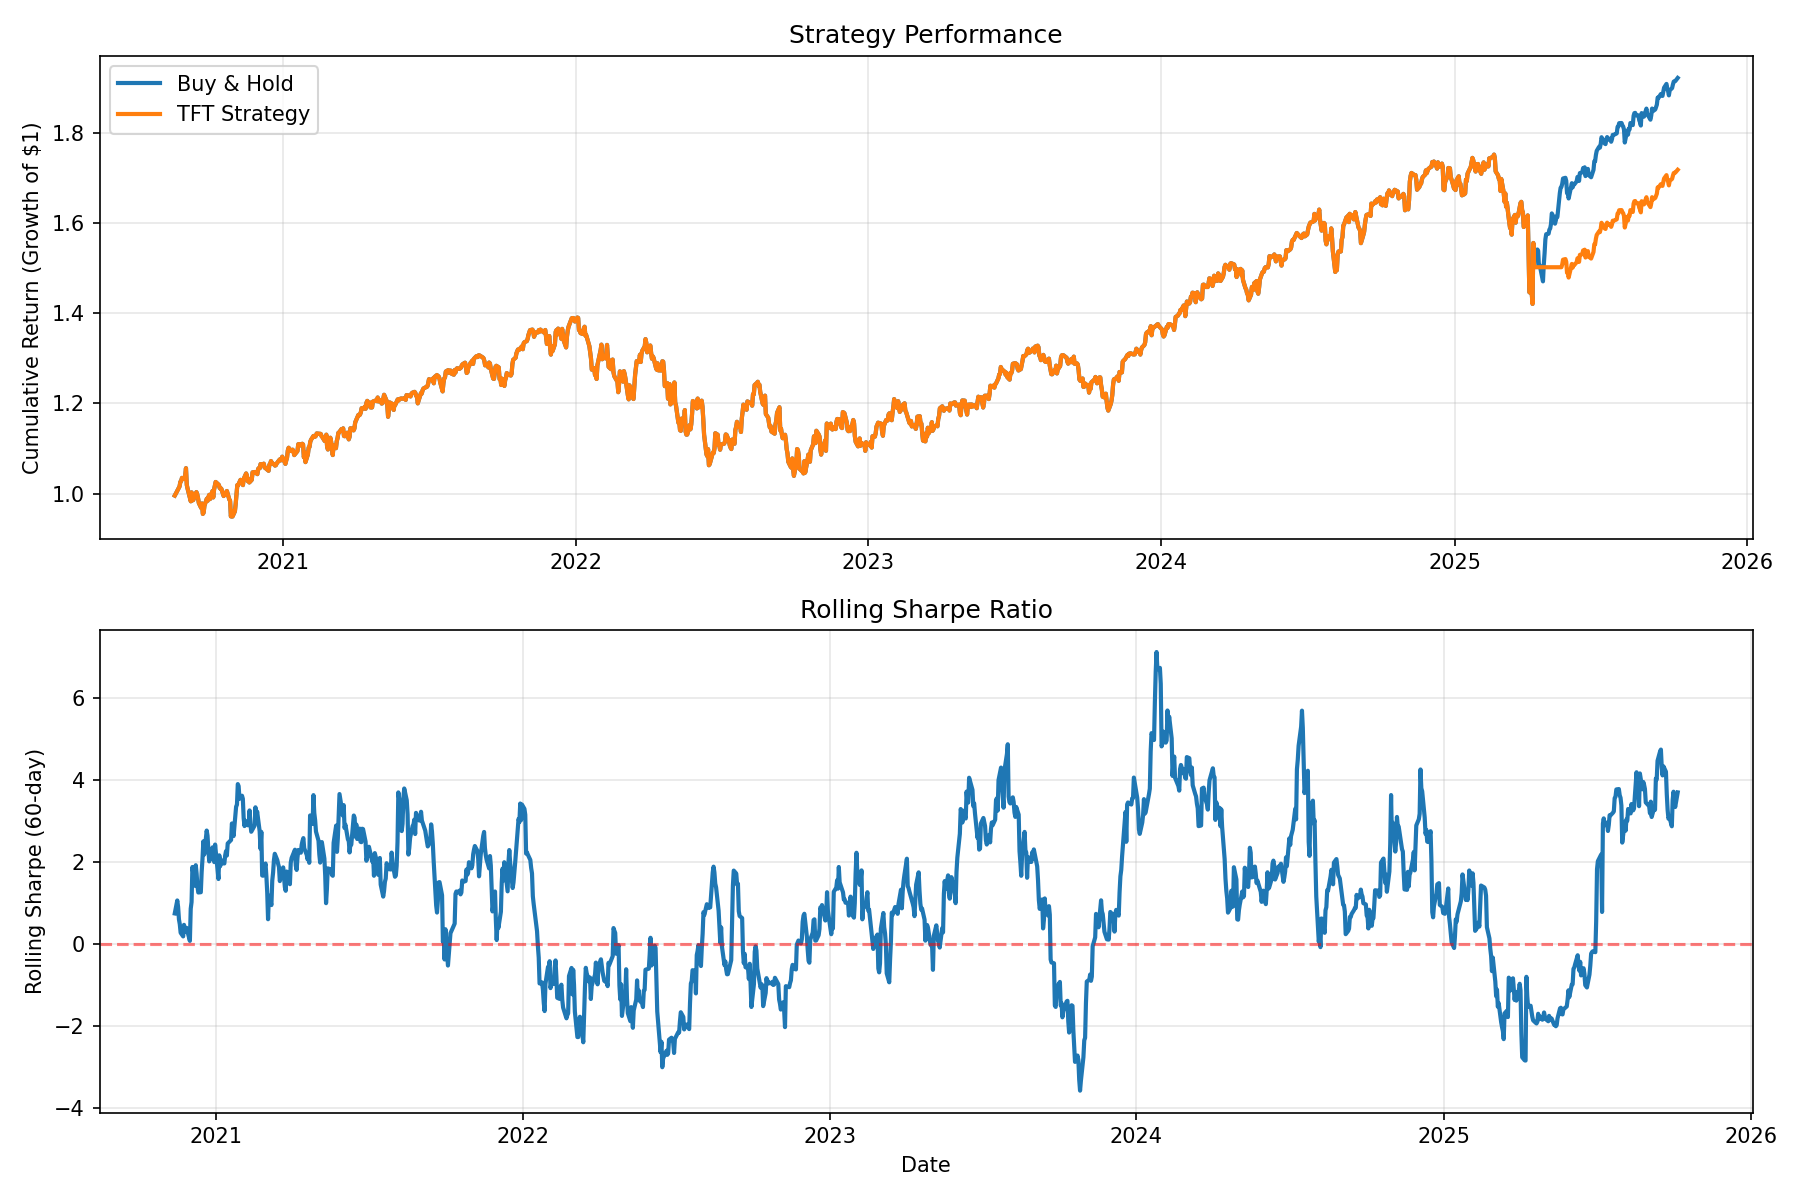 Strategy Performance
Buy & Hold
TFT Strategy
Cumulative Return (Growth of $1)
1.8
1.6
1.4
1.2
1.0
2021 2022 2023 2024 2025 2026
Rolling Sharpe Ratio
Rolling Sharpe (60-day)
6
4
2
0
−2
−4
2021 2022 2023 2024 2025 2026
Date